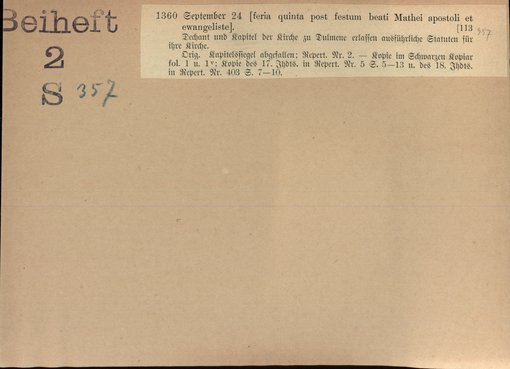 Beiheft
2
S 357
1360 September 24 [feria quinta post festum beati Mathei apostoli et
ewangeliste]. [113
357
Dechant und Kapitel der Kirche zu Dulmene erlassen ausführliche Statuten für
ihre Kirche.
Orig. Kapitelssiegel abgefallen; Repert. Nr. 2. — Kopie im Schwarzen Kopiar
fol. 1 u. 1ᵛ; Kopie des 17. Jhdts. in Repert. Nr. 5 S. 5—13 u. des 18. Jhdts.
in Repert. Nr. 403 S. 7—10.